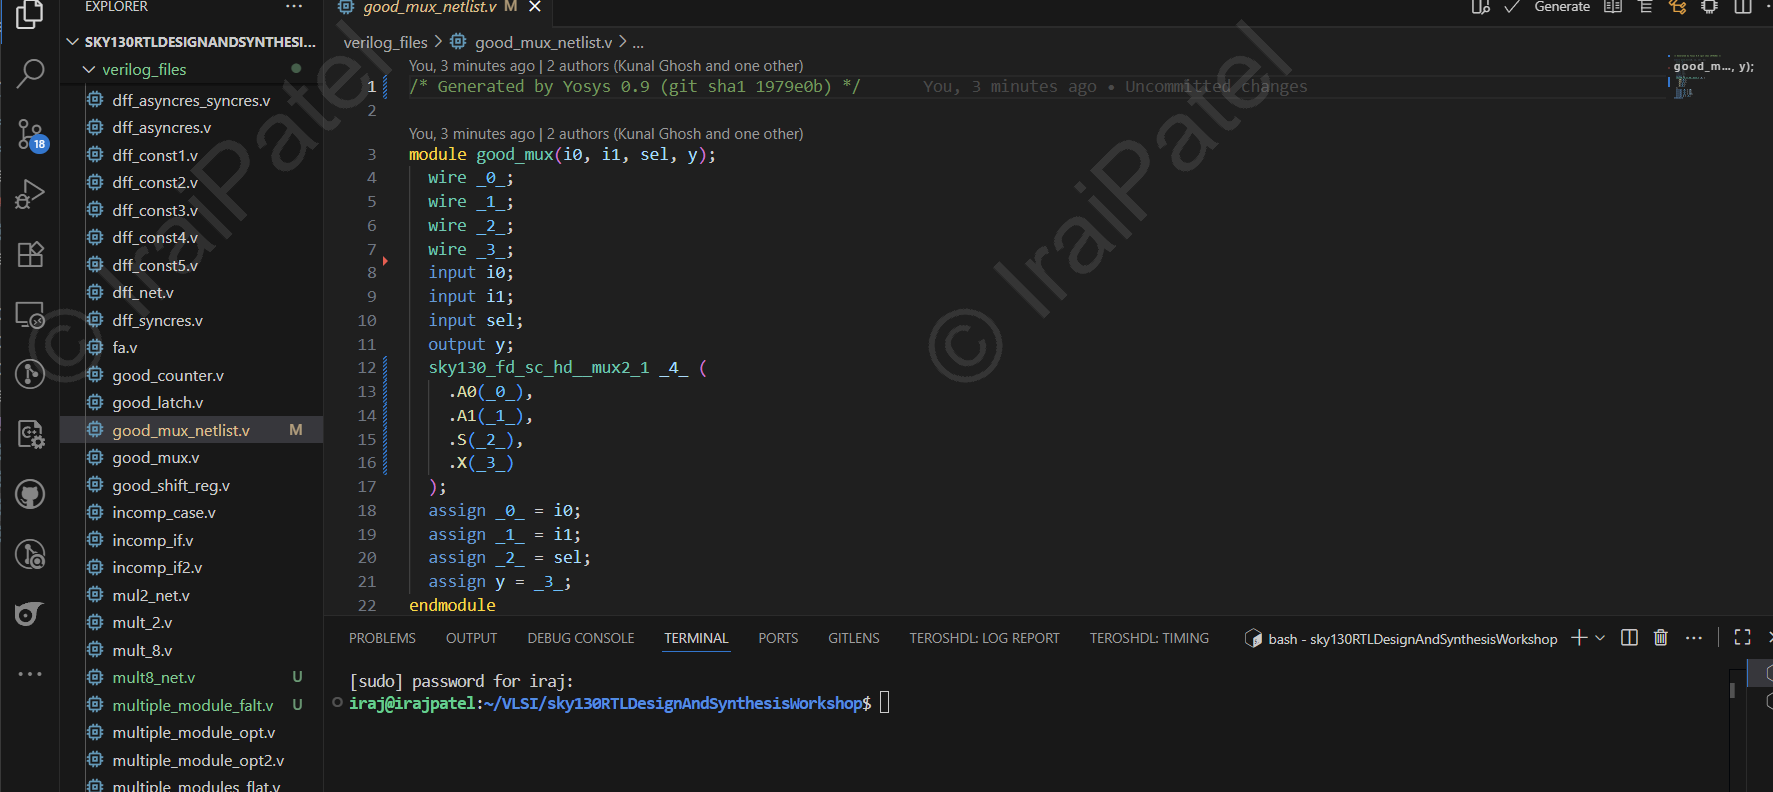 EXPLORER
good_mux_netlist.v M
Generate
SKY130RTLDESIGNANDSYNTHESI...
verilog_files
dff_asyncres_syncres.v
dff_asyncres.v
dff_const1.v
dff_const2.v
dff_const3.v
dff_const4.v
dff_const5.v
dff_net.v
dff_syncres.v
fa.v
good_counter.v
good_latch.v
good_mux_netlist.v M
good_mux.v
good_shift_reg.v
incomp_case.v
incomp_if.v
incomp_if2.v
mul2_net.v
mult_2.v
mult_8.v
mult8_net.v U
multiple_module_falt.v U
multiple_module_opt.v
multiple_module_opt2.v
multiple_modules_flat.v
18
verilog_files > good_mux_netlist.v > ...
You, 3 minutes ago | 2 authors (Kunal Ghosh and one other)
1 /* Generated by Yosys 0.9 (git sha1 1979e0b) */ You, 3 minutes ago • Uncommitted changes
2
You, 3 minutes ago | 2 authors (Kunal Ghosh and one other)
3 module good_mux(i0, i1, sel, y);
4 wire _0_;
5 wire _1_;
6 wire _2_;
7 wire _3_;
8 input i0;
9 input i1;
10 input sel;
11 output y;
12 sky130_fd_sc_hd__mux2_1 _4_ (
13 .A0(_0_),
14 .A1(_1_),
15 .S(_2_),
16 .X(_3_)
17 );
18 assign _0_ = i0;
19 assign _1_ = i1;
20 assign _2_ = sel;
21 assign y = _3_;
22 endmodule
good_m..., y);
PROBLEMS OUTPUT DEBUG CONSOLE TERMINAL PORTS GITLENS TEROSHDL: LOG REPORT TEROSHDL: TIMING bash - sky130RTLDesignAndSynthesisWorkshop
[sudo] password for iraj:
iraj@irajpatel:~/VLSI/sky130RTLDesignAndSynthesisWorkshop$
© IrajPatel
© IrajPatel